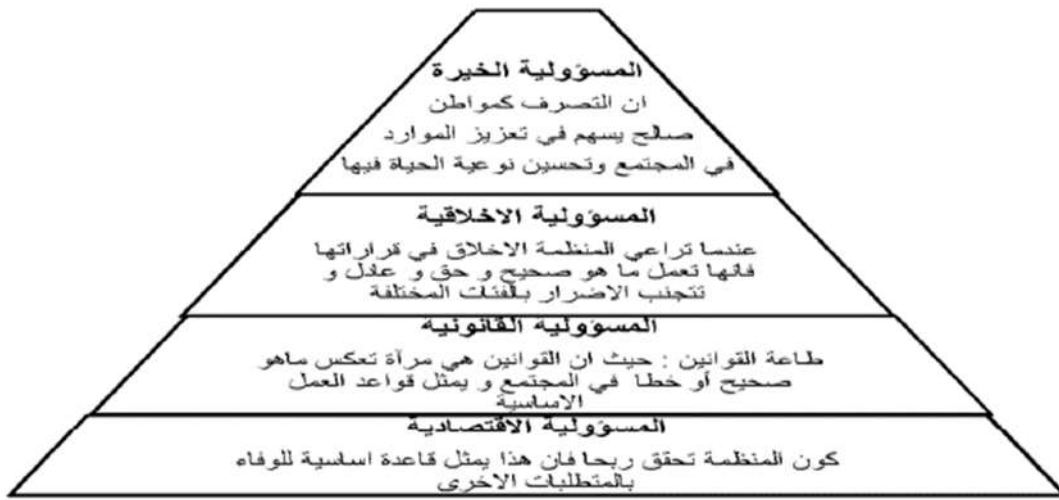 المسؤولية الخيرة
ان التصرف كمواطن
صالح يسهم في تعزيز الموارد
في المجتمع وتحسين نوعية الحياة فيها
المسؤولية الاخلاقية
عندما تراعي المنظمة الاخلاق في قراراتها
فانها تعمل ما هو صحيح و حق و عادل و
تتجنب الاضرار بالفئات المختلفة
المسؤولية القانونية
طاعة القوانين : حيث ان القوانين هي مرآة تعكس ماهو
صحيح أو خطا في المجتمع و يمثل قواعد العمل
الاساسية
المسؤولية الاقتصادية
كون المنظمة تحقق ربحا فان هذا يمثل قاعدة اساسية للوفاء
بالمتطلبات الاخرى